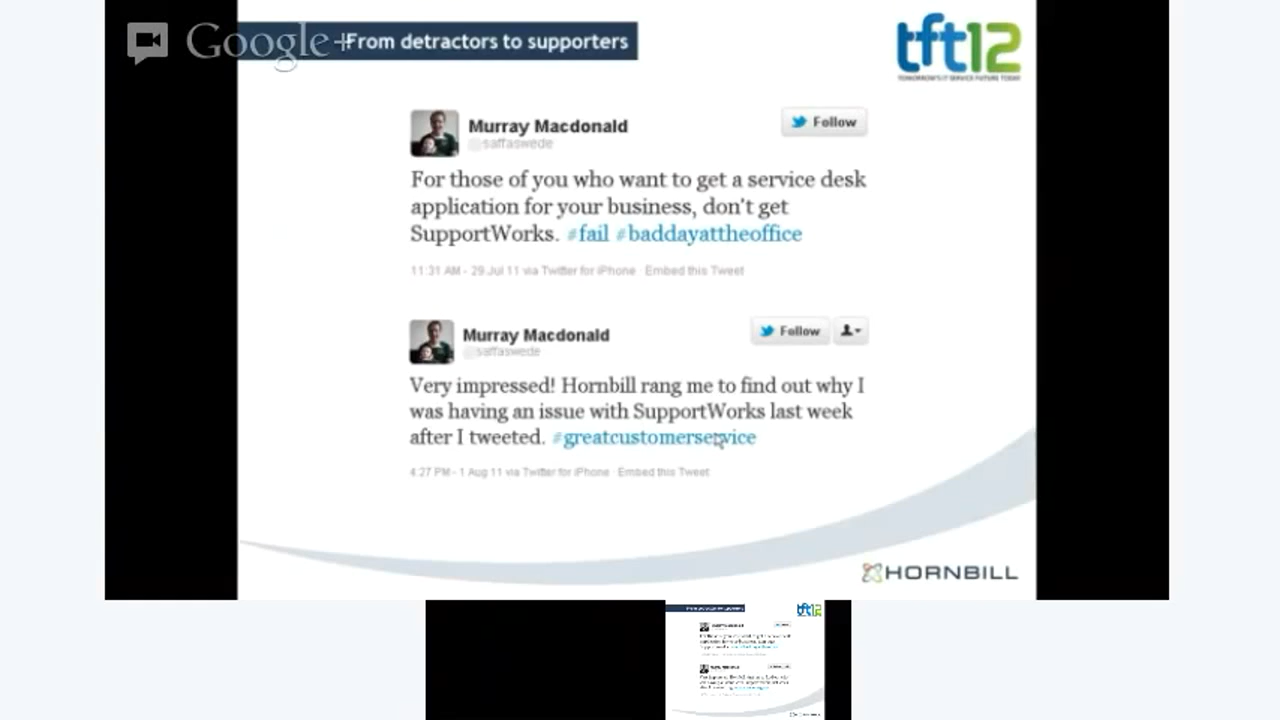 Google+
From detractors to supporters
tft12
TOMORROW'S IT SERVICE FUTURE TODAY
Murray Macdonald
@saffaswede
Follow
For those of you who want to get a service desk
application for your business, don't get
SupportWorks. #fail #baddayattheoffice
11:31 AM - 29 Jul 11 via Twitter for iPhone · Embed this Tweet
Murray Macdonald
@saffaswede
Follow
Very impressed! Hornbill rang me to find out why I
was having an issue with SupportWorks last week
after I tweeted. #greatcustomerservice
4:27 PM - 1 Aug 11 via Twitter for iPhone · Embed this Tweet
HORNBILL
tft12